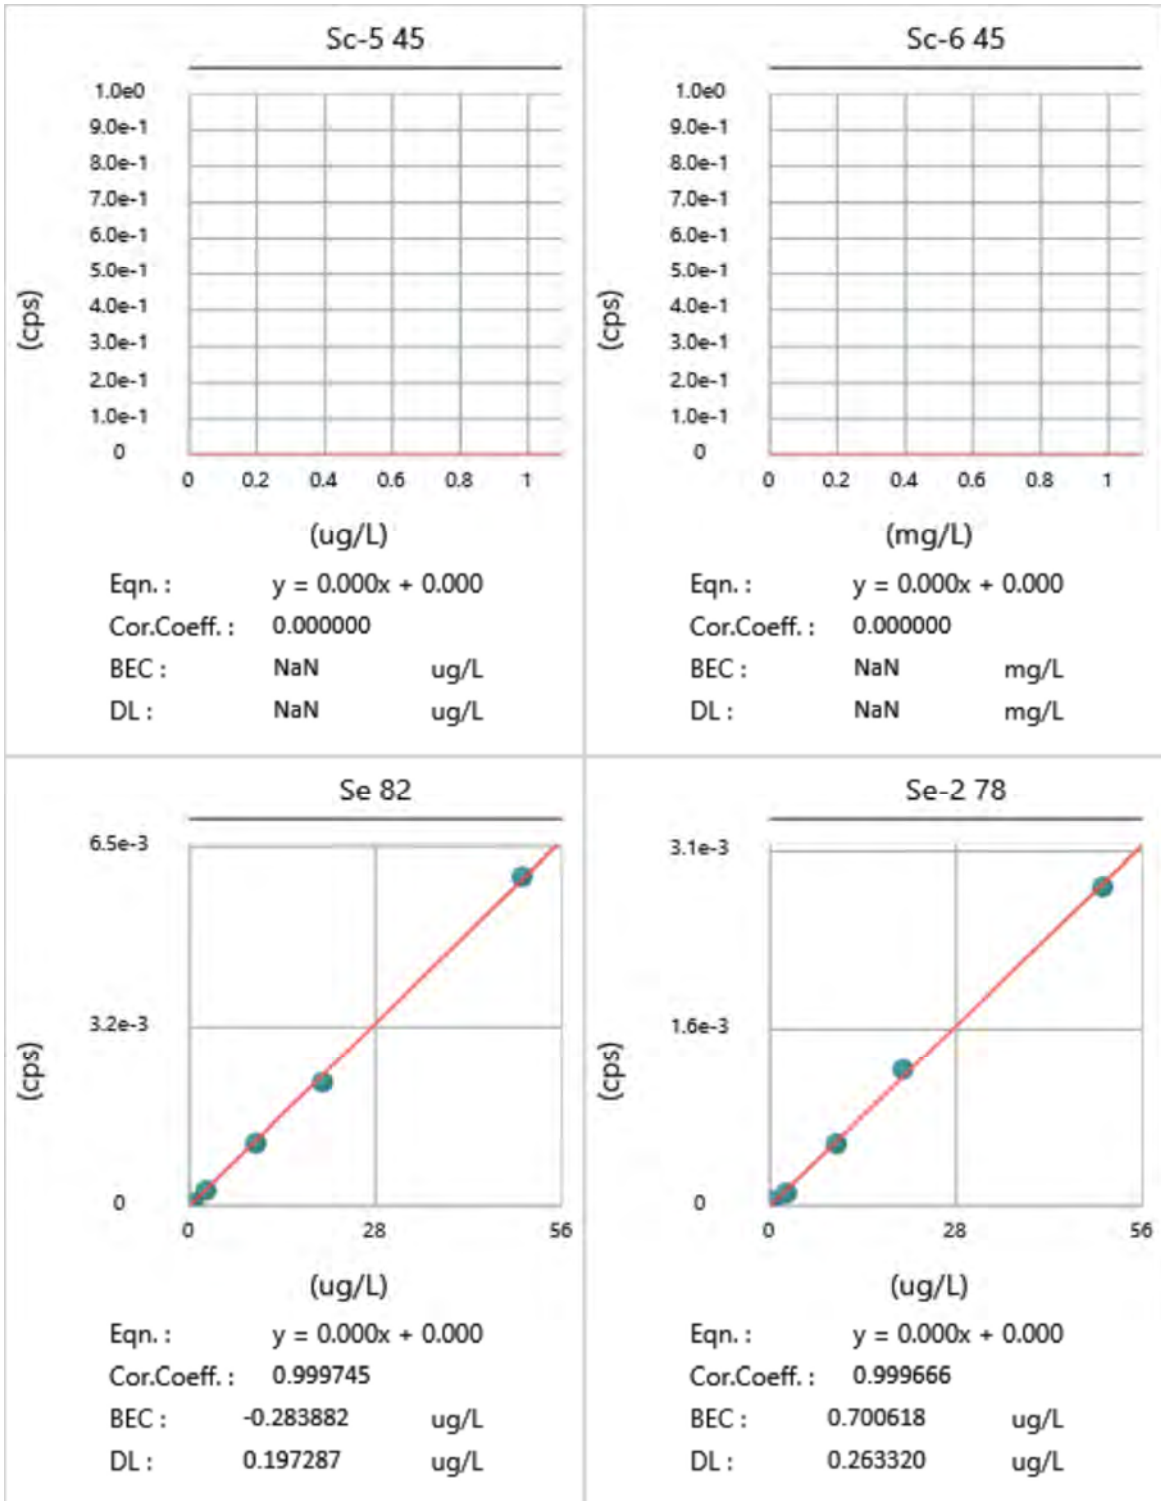 Sc-5 45
1.0e0
9.0e-1
8.0e-1
7.0e-1
6.0e-1
5.0e-1
4.0e-1
3.0e-1
2.0e-1
1.0e-1
0
(cps)
0 0.2 0.4 0.6 0.8 1
(ug/L)
Eqn. : y = 0.000x + 0.000
Cor.Coeff. : 0.000000
BEC : NaN ug/L
DL : NaN ug/L
Sc-6 45
1.0e0
9.0e-1
8.0e-1
7.0e-1
6.0e-1
5.0e-1
4.0e-1
3.0e-1
2.0e-1
1.0e-1
0
(cps)
0 0.2 0.4 0.6 0.8 1
(mg/L)
Eqn. : y = 0.000x + 0.000
Cor.Coeff. : 0.000000
BEC : NaN mg/L
DL : NaN mg/L
Se 82
6.5e-3
3.2e-3
0
(cps)
0 28 56
(ug/L)
Eqn. : y = 0.000x + 0.000
Cor.Coeff. : 0.999745
BEC : -0.283882 ug/L
DL : 0.197287 ug/L
Se-2 78
3.1e-3
1.6e-3
0
(cps)
0 28 56
(ug/L)
Eqn. : y = 0.000x + 0.000
Cor.Coeff. : 0.999666
BEC : 0.700618 ug/L
DL : 0.263320 ug/L